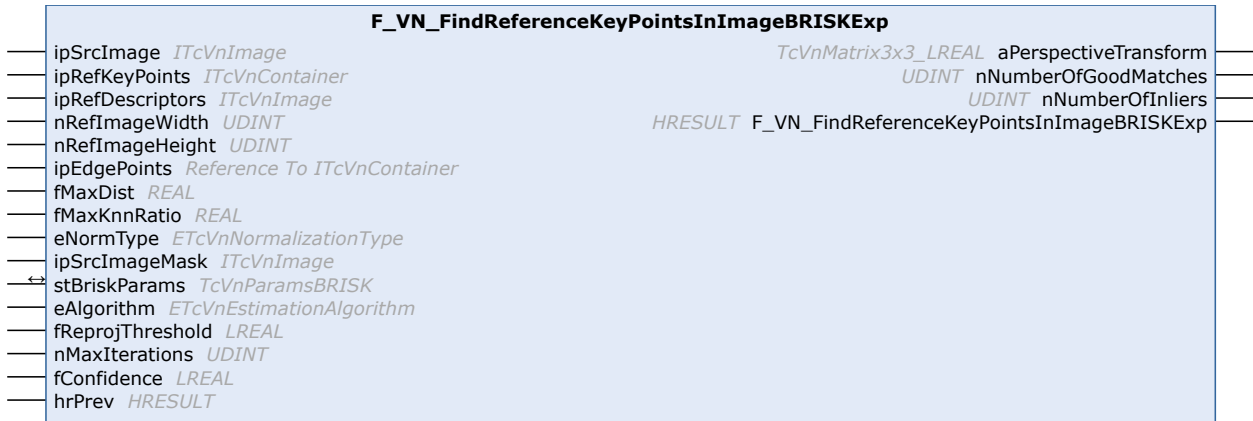 F_VN_FindReferenceKeyPointsInImageBRISKExp
ipSrcImage ITcVnImage TcVnMatrix3x3_LREAL aPerspectiveTransform
ipRefKeyPoints ITcVnContainer UDINT nNumberOfGoodMatches
ipRefDescriptors ITcVnImage UDINT nNumberOfInliers
nRefImageWidth UDINT HRESULT F_VN_FindReferenceKeyPointsInImageBRISKExp
nRefImageHeight UDINT
ipEdgePoints Reference To ITcVnContainer
fMaxDist REAL
fMaxKnnRatio REAL
eNormType ETcVnNormalizationType
ipSrcImageMask ITcVnImage
stBriskParams TcVnParamsBRISK
eAlgorithm ETcVnEstimationAlgorithm
fReprojThreshold LREAL
nMaxIterations UDINT
fConfidence LREAL
hrPrev HRESULT